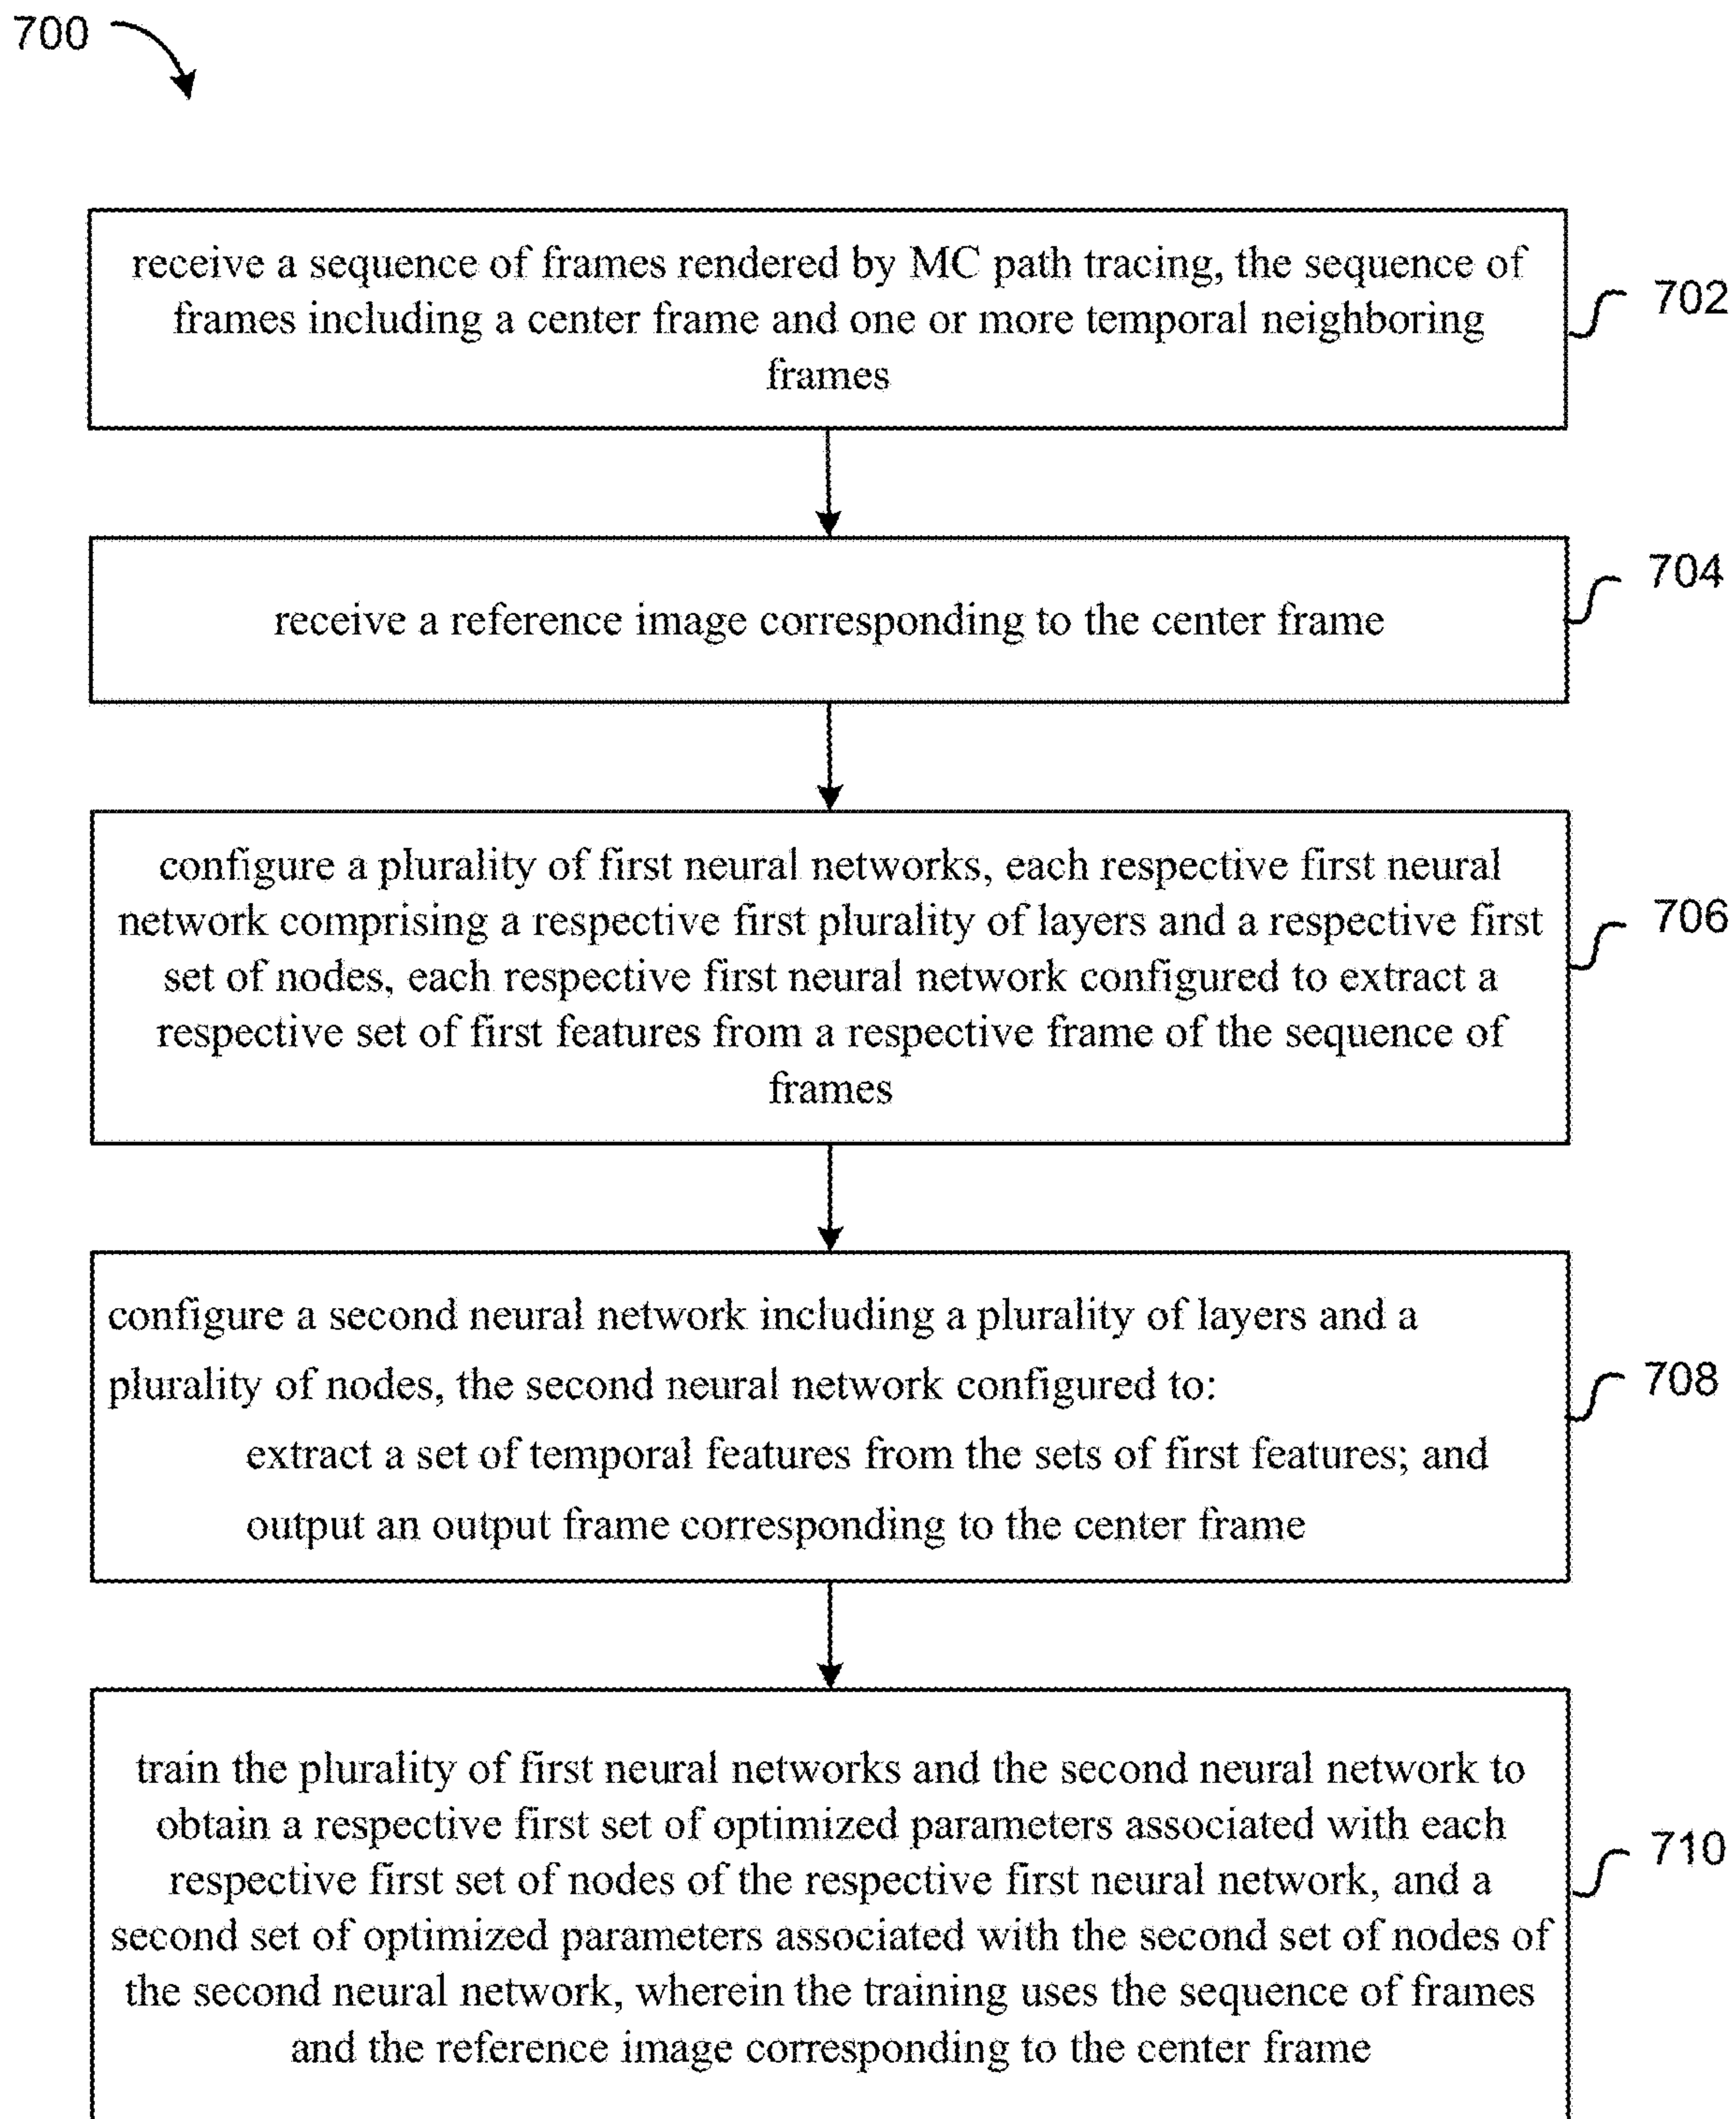 700
receive a sequence of frames rendered by MC path tracing, the sequence of
frames including a center frame and one or more temporal neighboring
frames
702
receive a reference image corresponding to the center frame
704
configure a plurality of first neural networks, each respective first neural
network comprising a respective first plurality of layers and a respective first
set of nodes, each respective first neural network configured to extract a
respective set of first features from a respective frame of the sequence of
frames
706
configure a second neural network including a plurality of layers and a
plurality of nodes, the second neural network configured to:
extract a set of temporal features from the sets of first features; and
output an output frame corresponding to the center frame
708
train the plurality of first neural networks and the second neural network to
obtain a respective first set of optimized parameters associated with each
respective first set of nodes of the respective first neural network, and a
second set of optimized parameters associated with the second set of nodes of
the second neural network, wherein the training uses the sequence of frames
and the reference image corresponding to the center frame
710